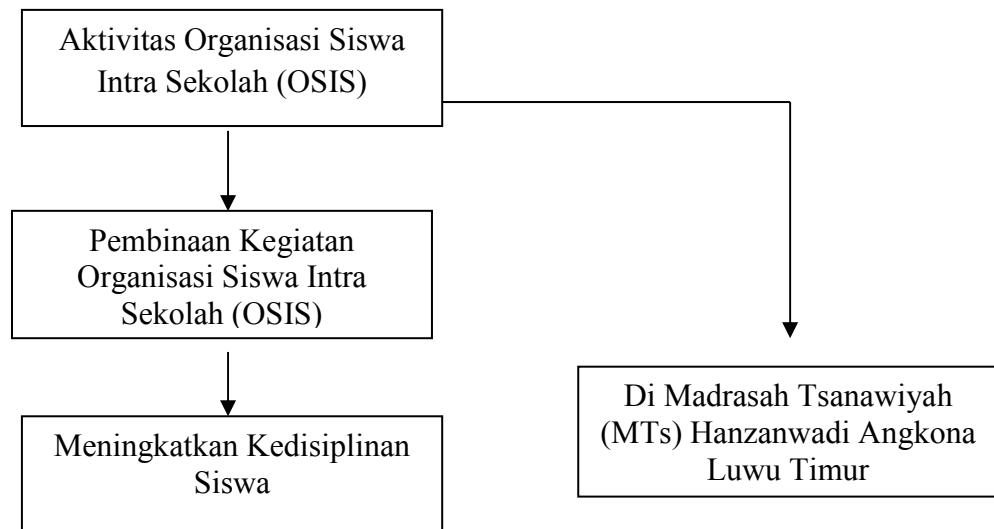 Aktivitas Organisasi Siswa
Intra Sekolah (OSIS)
Pembinaan Kegiatan
Organisasi Siswa Intra
Sekolah (OSIS)
Meningkatkan Kedisiplinan
Siswa
Di Madrasah Tsanawiyah
(MTs) Hanzanwadi Angkona
Luwu Timur